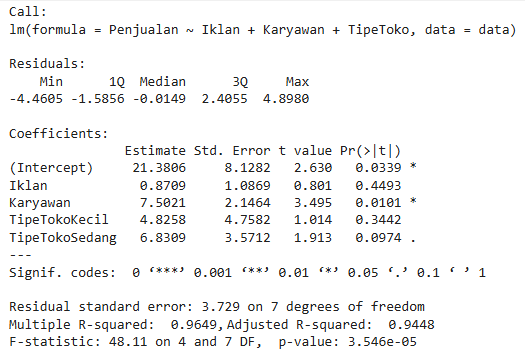 Call:
lm(formula = Penjualan ~ Iklan + Karyawan + TipeToko, data = data)
Residuals:
Min 1Q Median 3Q Max
-4.4605 -1.5856 -0.0149 2.4055 4.8980
Coefficients:
Estimate Std. Error t value Pr(>|t|)
(Intercept) 21.3806 8.1282 2.630 0.0339 *
Iklan 0.8709 1.0869 0.801 0.4493
Karyawan 7.5021 2.1464 3.495 0.0101 *
TipeTokoKecil 4.8258 4.7582 1.014 0.3442
TipeTokoSedang 6.8309 3.5712 1.913 0.0974 .
---
Signif. codes: 0 ‘***’ 0.001 ‘**’ 0.01 ‘*’ 0.05 ‘.’ 0.1 ‘ ’ 1
Residual standard error: 3.729 on 7 degrees of freedom
Multiple R-squared: 0.9649, Adjusted R-squared: 0.9448
F-statistic: 48.11 on 4 and 7 DF, p-value: 3.546e-05